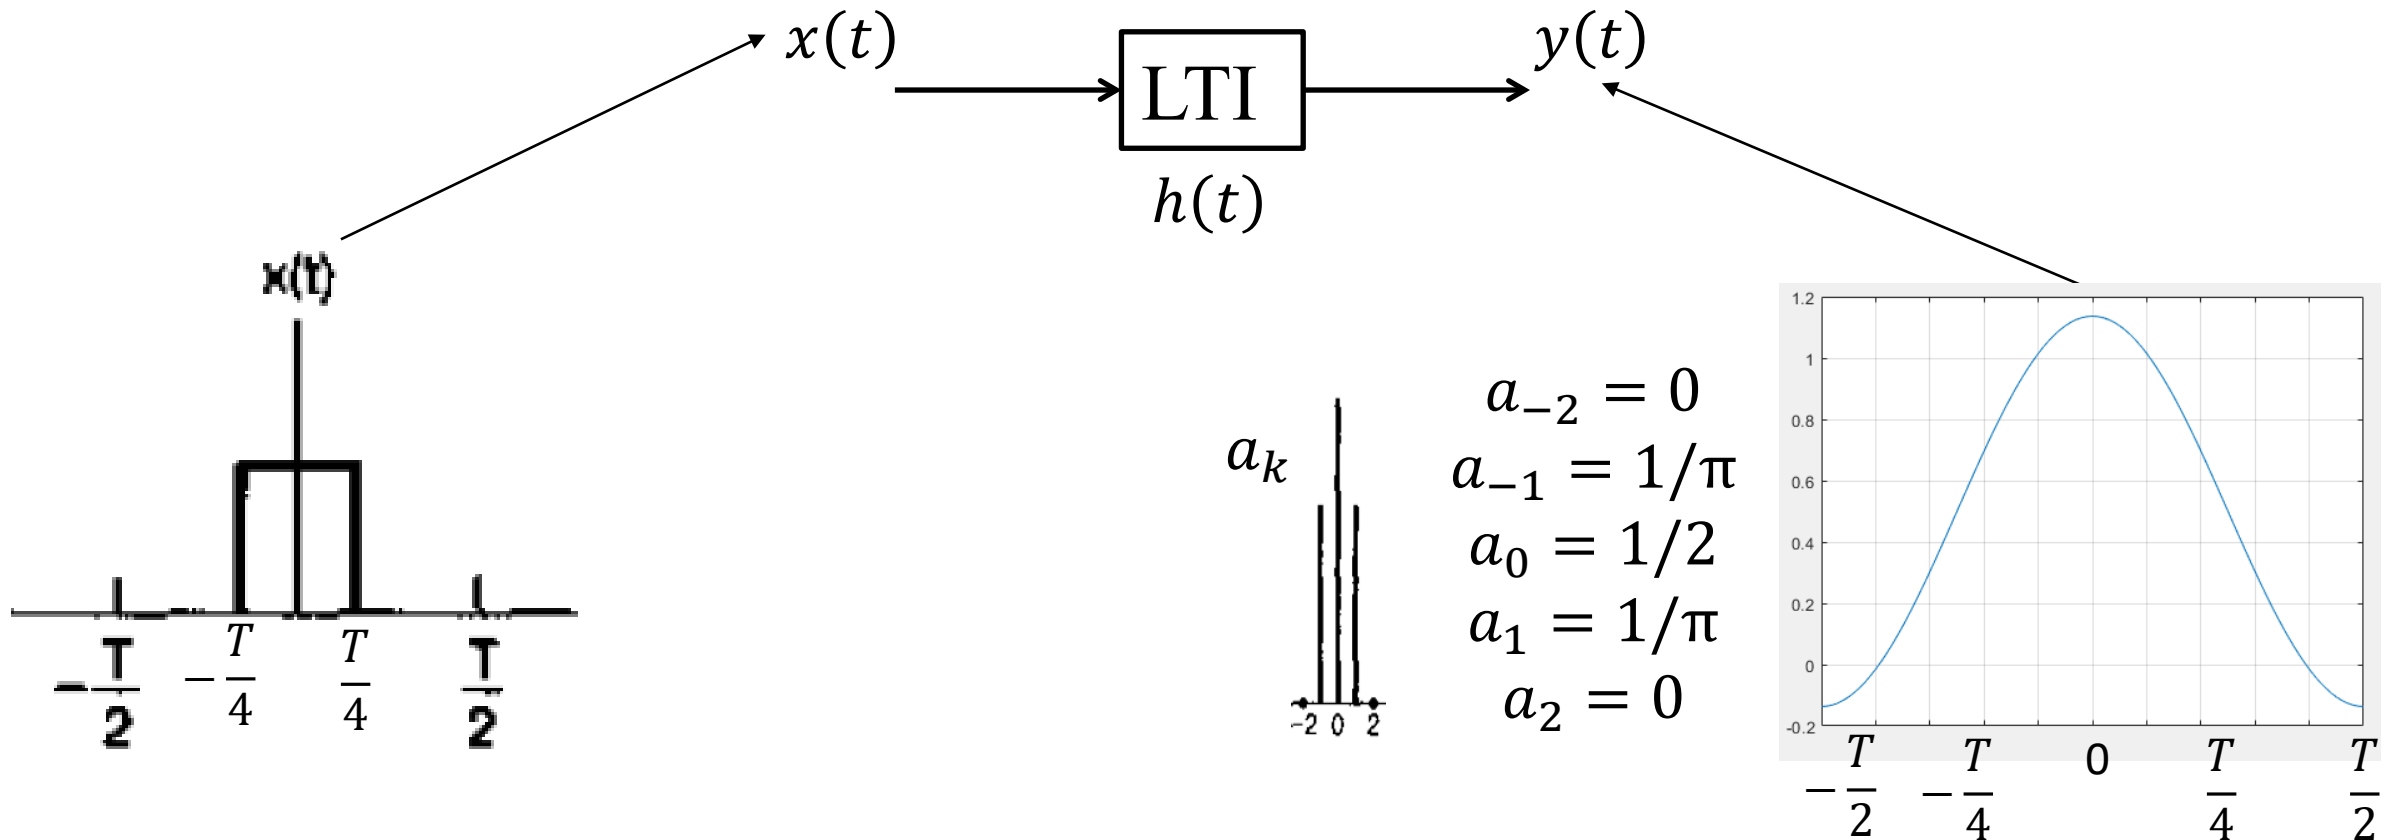 x(t)
LTI
y(t)
h(t)
x(t)
-T/2
-T/4
T/4
T/2
a_k
-2 0 2
a_{-2} = 0
a_{-1} = 1/π
a_0 = 1/2
a_1 = 1/π
a_2 = 0
1.2
1
0.8
0.6
0.4
0.2
0
-0.2
-T/2
-T/4
0
T/4
T/2